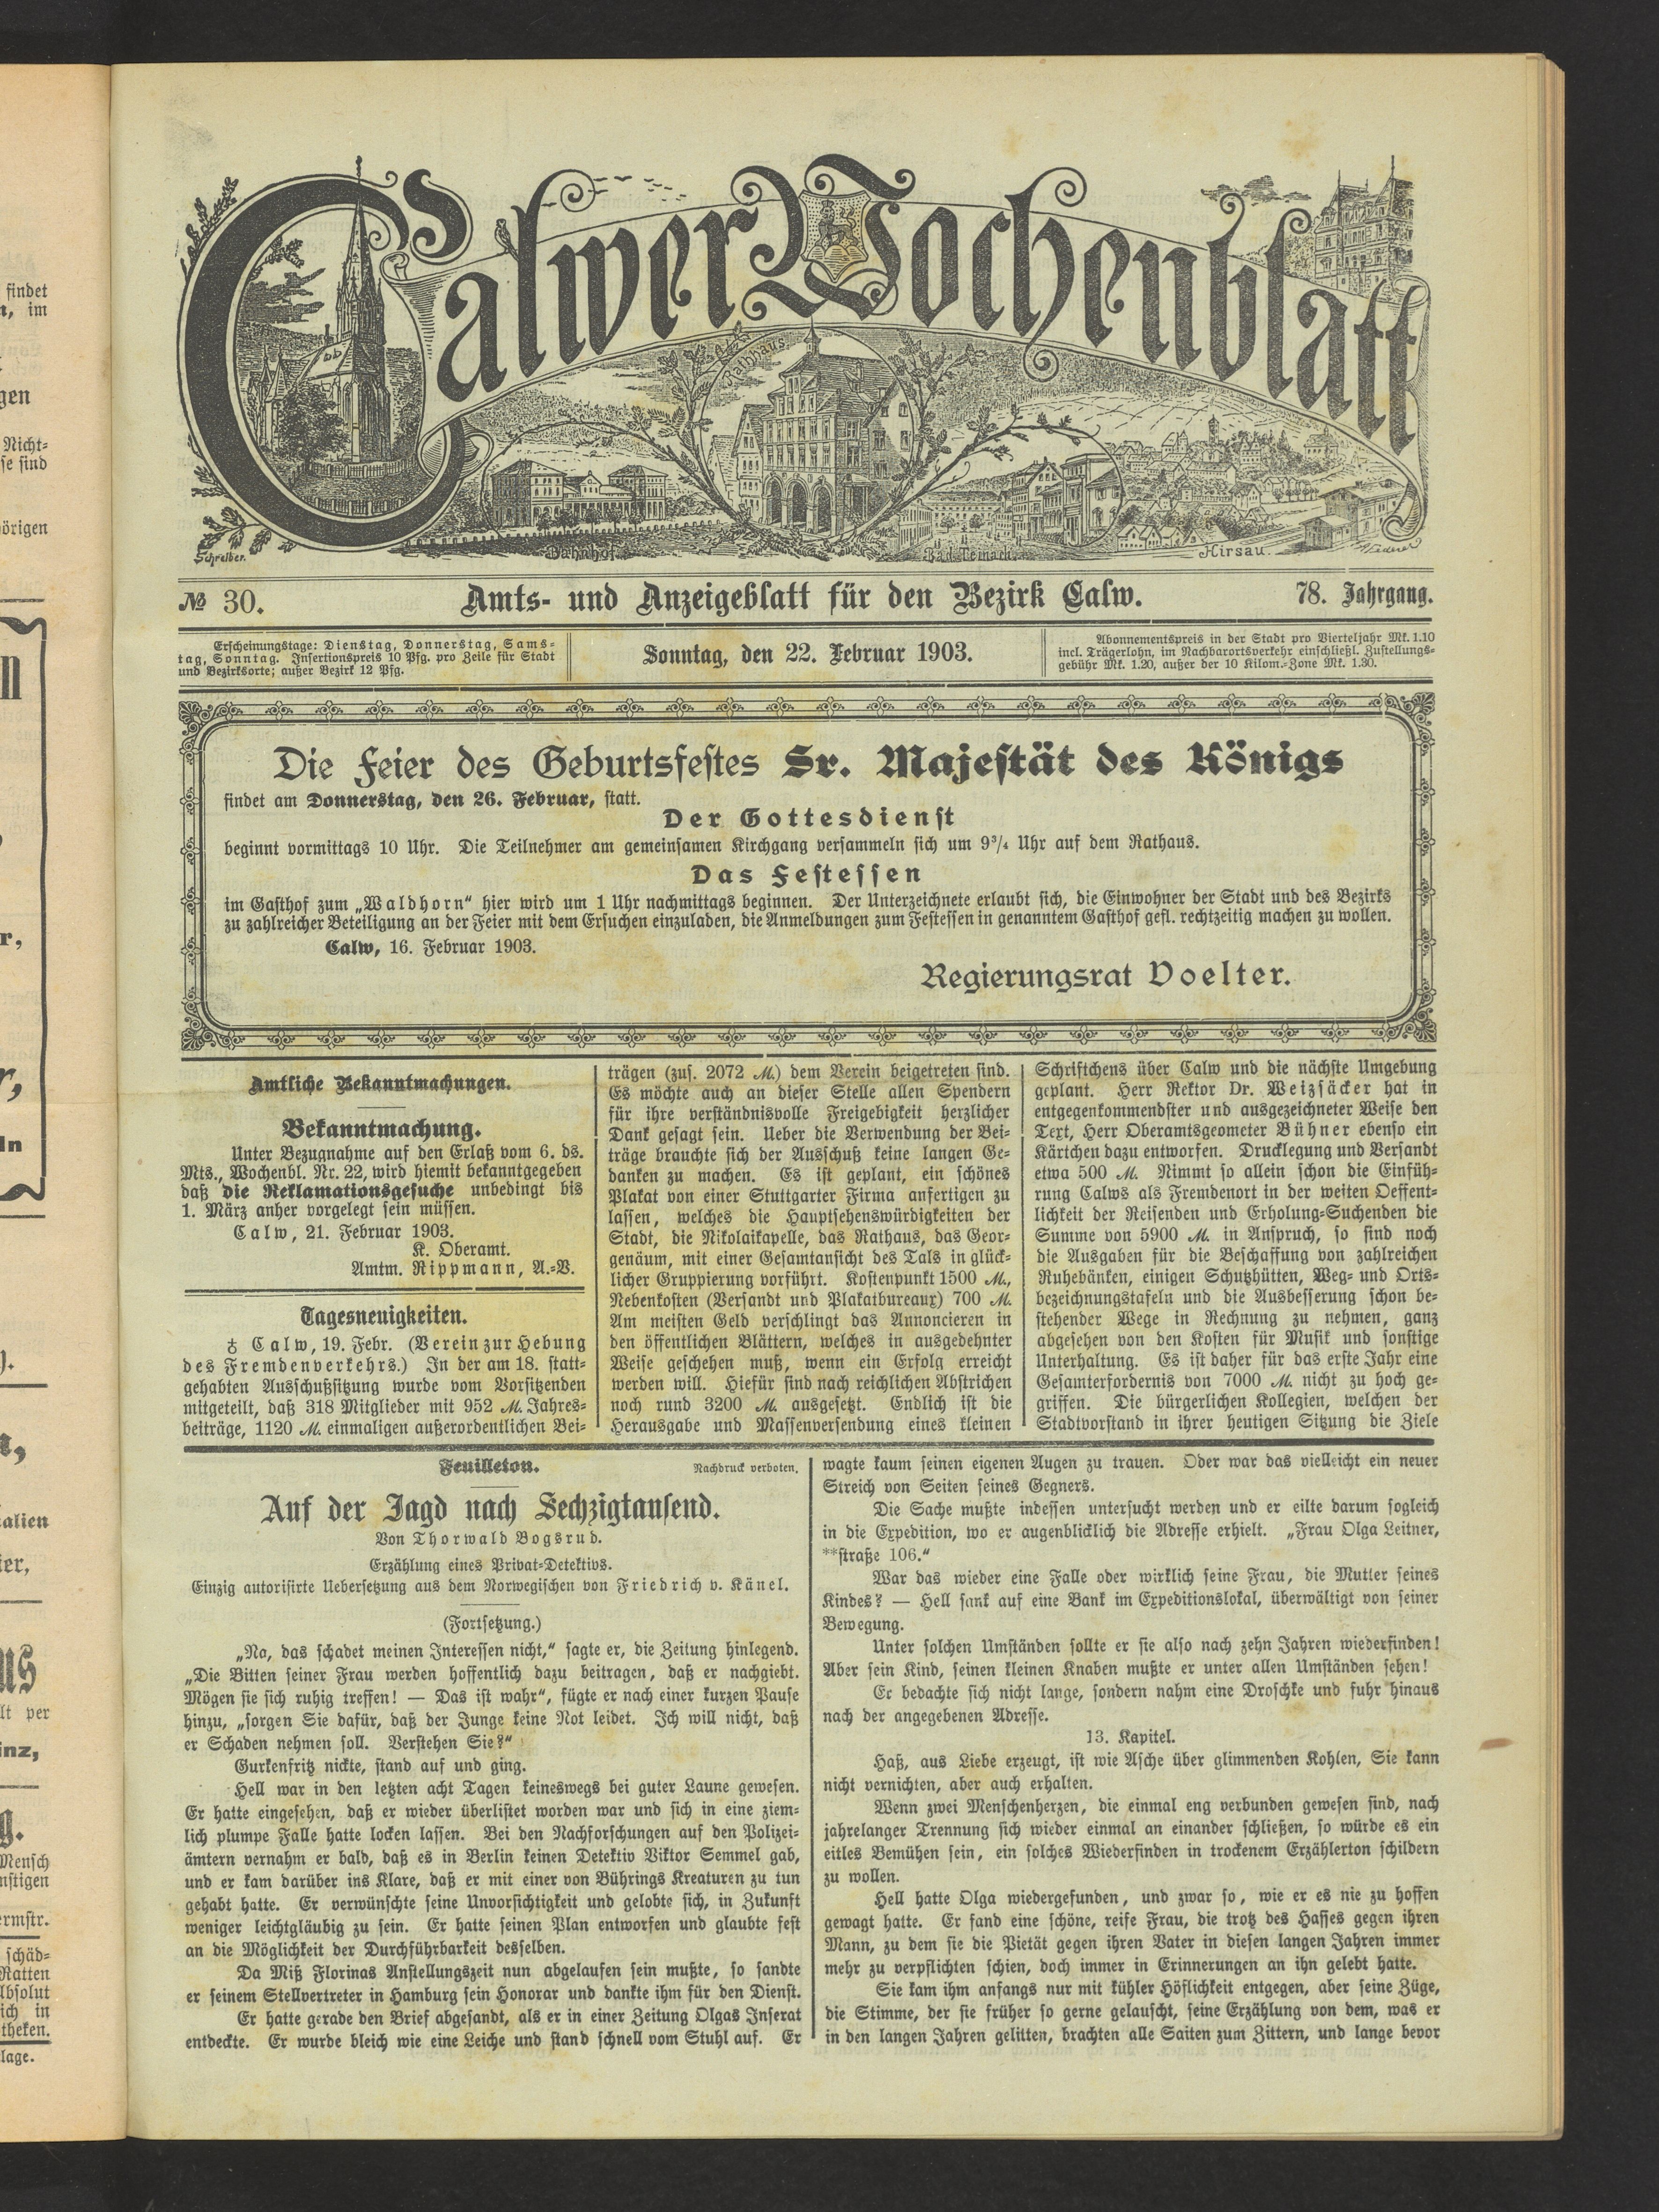 Calwer Wochenblatt
Rathhaus.
Schreiber.
Bahnhof.
Bad Teinach.
Hirsau.
№ 30.
Amts- und Anzeigeblatt für den Bezirk Calw.
78. Jahrgang.
Erscheinungstage: Dienstag, Donnerstag, Sams-
tag, Sonntag. Insertionspreis 10 Pfg. pro Zeile für Stadt
und Bezirksorte; außer Bezirk 12 Pfg.
Sonntag, den 22. Februar 1903.
Abonnementspreis in der Stadt pro Vierteljahr Mk. 1.10
incl. Trägerlohn, im Nachbarortsverkehr einschließl. Zustellungs-
gebühr Mk. 1.20, außer der 10 Kilom.-Zone Mk. 1.30.
Die Feier des Geburtsfestes Sr. Majestät des Königs
findet am Donnerstag, den 26. Februar, statt.
Der Gottesdienst
beginnt vormittags 10 Uhr. Die Teilnehmer am gemeinsamen Kirchgang versammeln sich um 9³/₄ Uhr auf dem Rathaus.
Das Festessen
im Gasthof zum „Waldhorn“ hier wird um 1 Uhr nachmittags beginnen. Der Unterzeichnete erlaubt sich, die Einwohner der Stadt und des Bezirks
zu zahlreicher Beteiligung an der Feier mit dem Ersuchen einzuladen, die Anmeldungen zum Festessen in genanntem Gasthof gefl. rechtzeitig machen zu wollen.
Calw, 16. Februar 1903.
Regierungsrat Voelter.
Amtliche Bekanntmachungen.
Bekanntmachung.
Unter Bezugnahme auf den Erlaß vom 6. ds.
Mts., Wochenbl. Nr. 22, wird hiemit bekanntgegeben
daß die Reklamationsgesuche unbedingt bis
1. März anher vorgelegt sein müssen.
Calw, 21. Februar 1903.
K. Oberamt.
Amtm. Rippmann, A.-V.
Tagesneuigkeiten.
♁ Calw, 19. Febr. (Verein zur Hebung
des Fremdenverkehrs.) In der am 18. statt-
gehabten Ausschußsitzung wurde vom Vorsitzenden
mitgeteilt, daß 318 Mitglieder mit 952 ℳ. Jahres-
beiträge, 1120 ℳ. einmaligen außerordentlichen Bei-
trägen (zus. 2072 ℳ.) dem Verein beigetreten sind.
Es möchte auch an dieser Stelle allen Spendern
für ihre verständnisvolle Freigebigkeit herzlicher
Dank gesagt sein. Ueber die Verwendung der Bei-
träge brauchte sich der Ausschuß keine langen Ge-
danken zu machen. Es ist geplant, ein schönes
Plakat von einer Stuttgarter Firma anfertigen zu
lassen, welches die Hauptsehenswürdigkeiten der
Stadt, die Nikolaikapelle, das Rathaus, das Geor-
genäum, mit einer Gesamtansicht des Tals in glück-
licher Gruppierung vorführt. Kostenpunkt 1500 ℳ.,
Nebenkosten (Versandt und Plakatbureaux) 700 ℳ.
Am meisten Geld verschlingt das Annoncieren in
den öffentlichen Blättern, welches in ausgedehnter
Weise geschehen muß, wenn ein Erfolg erreicht
werden will. Hiefür sind nach reichlichen Abstrichen
noch rund 3200 ℳ. ausgesetzt. Endlich ist die
Herausgabe und Massenversendung eines kleinen
Schriftchens über Calw und die nächste Umgebung
geplant. Herr Rektor Dr. Weizsäcker hat in
entgegenkommendster und ausgezeichneter Weise den
Text, Herr Oberamtsgeometer Bühner ebenso ein
Kärtchen dazu entworfen. Drucklegung und Versandt
etwa 500 ℳ. Nimmt so allein schon die Einfüh-
rung Calws als Fremdenort in der weiten Oeffent-
lichkeit der Reisenden und Erholung-Suchenden die
Summe von 5900 ℳ. in Anspruch, so sind noch
die Ausgaben für die Beschaffung von zahlreichen
Ruhebänken, einigen Schutzhütten, Weg- und Orts-
bezeichnungstafeln und die Ausbesserung schon be-
stehender Wege in Rechnung zu nehmen, ganz
abgesehen von den Kosten für Musik und sonstige
Unterhaltung. Es ist daher für das erste Jahr eine
Gesamterfordernis von 7000 ℳ. nicht zu hoch ge-
griffen. Die bürgerlichen Kollegien, welchen der
Stadtvorstand in ihrer heutigen Sitzung die Ziele
Feuilleton.
Nachdruck verboten.
Auf der Jagd nach Sechzigtausend.
Von Thorwald Bogsrud.
Erzählung eines Privat-Detektivs.
Einzig autorisirte Uebersetzung aus dem Norwegischen von Friedrich v. Känel.
(Fortsetzung.)
„Na, das schadet meinen Interessen nicht,“ sagte er, die Zeitung hinlegend.
„Die Bitten seiner Frau werden hoffentlich dazu beitragen, daß er nachgiebt.
Mögen sie sich ruhig treffen! — Das ist wahr“, fügte er nach einer kurzen Pause
hinzu, „sorgen Sie dafür, daß der Junge keine Not leidet. Ich will nicht, daß
er Schaden nehmen soll. Verstehen Sie?“
Gurkenfritz nickte, stand auf und ging.
Hell war in den letzten acht Tagen keineswegs bei guter Laune gewesen.
Er hatte eingesehen, daß er wieder überlistet worden war und sich in eine ziem-
lich plumpe Falle hatte locken lassen. Bei den Nachforschungen auf den Polizei-
ämtern vernahm er bald, daß es in Berlin keinen Detektiv Viktor Semmel gab,
und er kam darüber ins Klare, daß er mit einer von Bührings Kreaturen zu tun
gehabt hatte. Er verwünschte seine Unvorsichtigkeit und gelobte sich, in Zukunft
weniger leichtgläubig zu sein. Er hatte seinen Plan entworfen und glaubte fest
an die Möglichkeit der Durchführbarkeit desselben.
Da Miß Florinas Anstellungszeit nun abgelaufen sein mußte, so sandte
er seinem Stellvertreter in Hamburg sein Honorar und dankte ihm für den Dienst.
Er hatte gerade den Brief abgesandt, als er in einer Zeitung Olgas Inserat
entdeckte. Er wurde bleich wie eine Leiche und stand schnell vom Stuhl auf. Er
wagte kaum seinen eigenen Augen zu trauen. Oder war das vielleicht ein neuer
Streich von Seiten seines Gegners.
Die Sache mußte indessen untersucht werden und er eilte darum sogleich
in die Expedition, wo er augenblicklich die Adresse erhielt. „Frau Olga Leitner,
**straße 106.“
War das wieder eine Falle oder wirklich seine Frau, die Mutter seines
Kindes? — Hell sank auf eine Bank im Expeditionslokal, überwältigt von seiner
Bewegung.
Unter solchen Umständen sollte er sie also nach zehn Jahren wiederfinden!
Aber sein Kind, seinen kleinen Knaben mußte er unter allen Umständen sehen!
Er bedachte sich nicht lange, sondern nahm eine Droschke und fuhr hinaus
nach der angegebenen Adresse.
13. Kapitel.
Haß, aus Liebe erzeugt, ist wie Asche über glimmenden Kohlen, Sie kann
nicht vernichten, aber auch erhalten.
Wenn zwei Menschenherzen, die einmal eng verbunden gewesen sind, nach
jahrelanger Trennung sich wieder einmal an einander schließen, so würde es ein
eitles Bemühen sein, ein solches Wiederfinden in trockenem Erzählerton schildern
zu wollen.
Hell hatte Olga wiedergefunden, und zwar so, wie er es nie zu hoffen
gewagt hatte. Er fand eine schöne, reife Frau, die trotz des Hasses gegen ihren
Mann, zu dem sie die Pietät gegen ihren Vater in diesen langen Jahren immer
mehr zu verpflichten schien, doch immer in Erinnerungen an ihn gelebt hatte.
Sie kam ihm anfangs nur mit kühler Höflichkeit entgegen, aber seine Züge,
die Stimme, der sie früher so gerne gelauscht, seine Erzählung von dem, was er
in den langen Jahren gelitten, brachten alle Saiten zum Zittern, und lange bevor